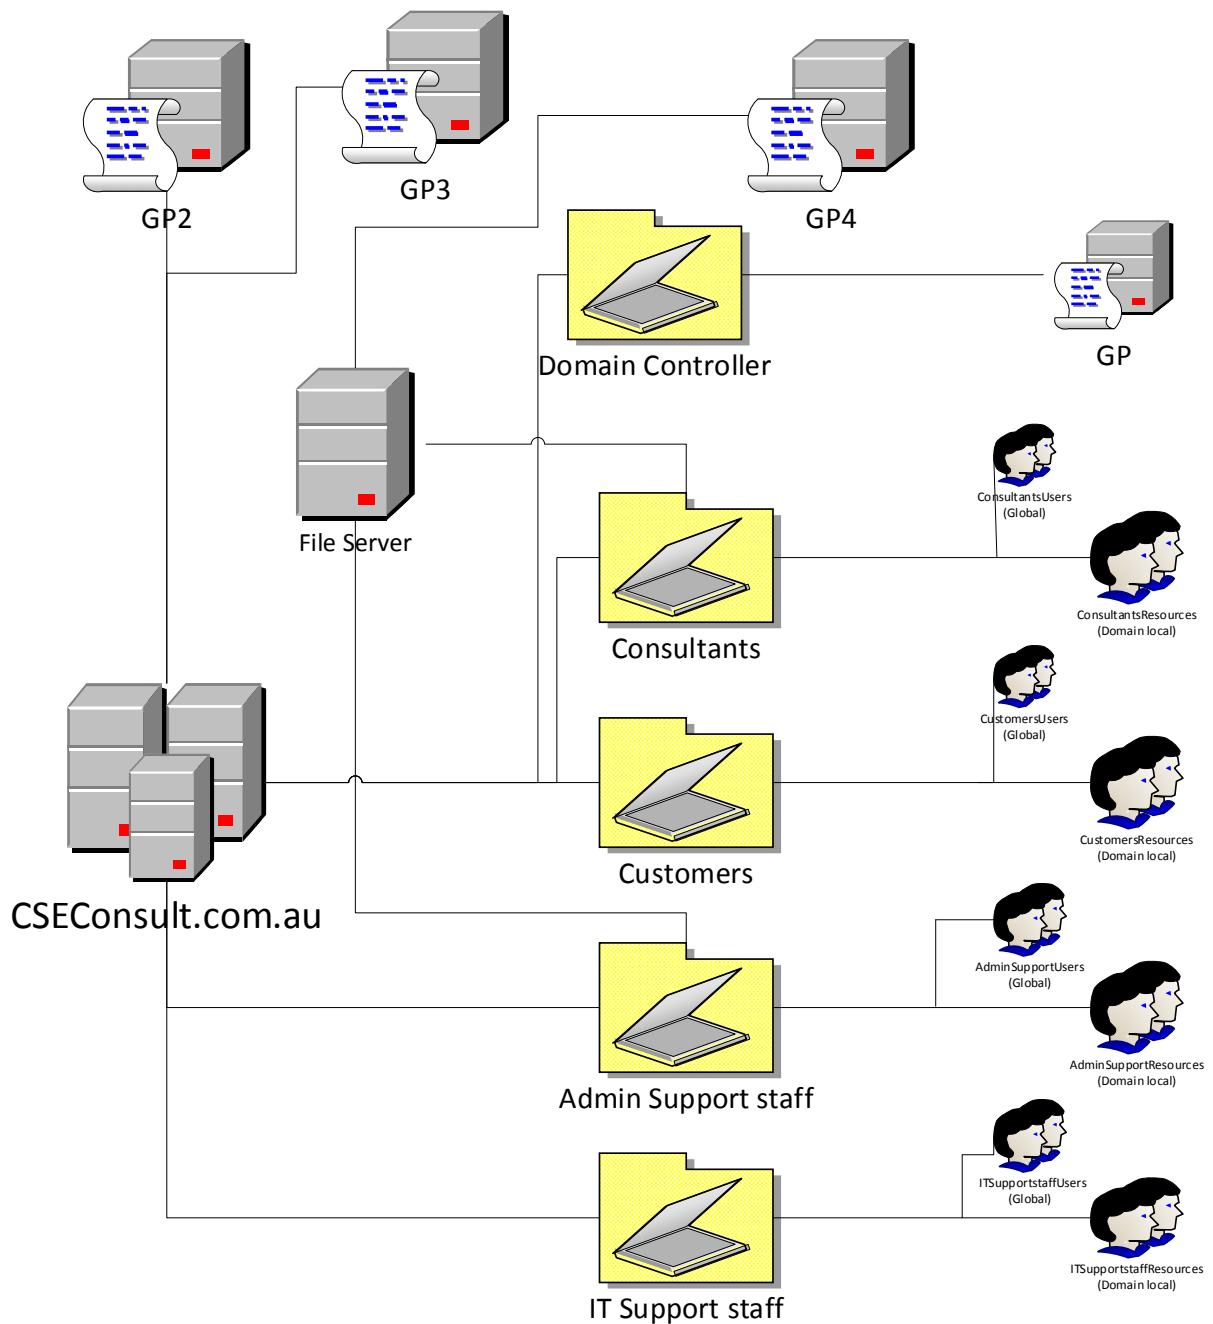 GP3
GP2
GP4
GP
Domain Controller
ConsultantsUsers
(Global)
File Server
ConsultantsResources
(Domain local)
Consultants
CustomersUsers
(Global)
CustomersResources
(Domain local)
Customers
CSEConsult.com.au
AdminSupportUsers
(Global)
AdminSupportResources
(Domain local)
Admin Support staff
ITSupportstaffUsers
(Global)
ITSupportstaffResources
(Domain local)
IT Support staff